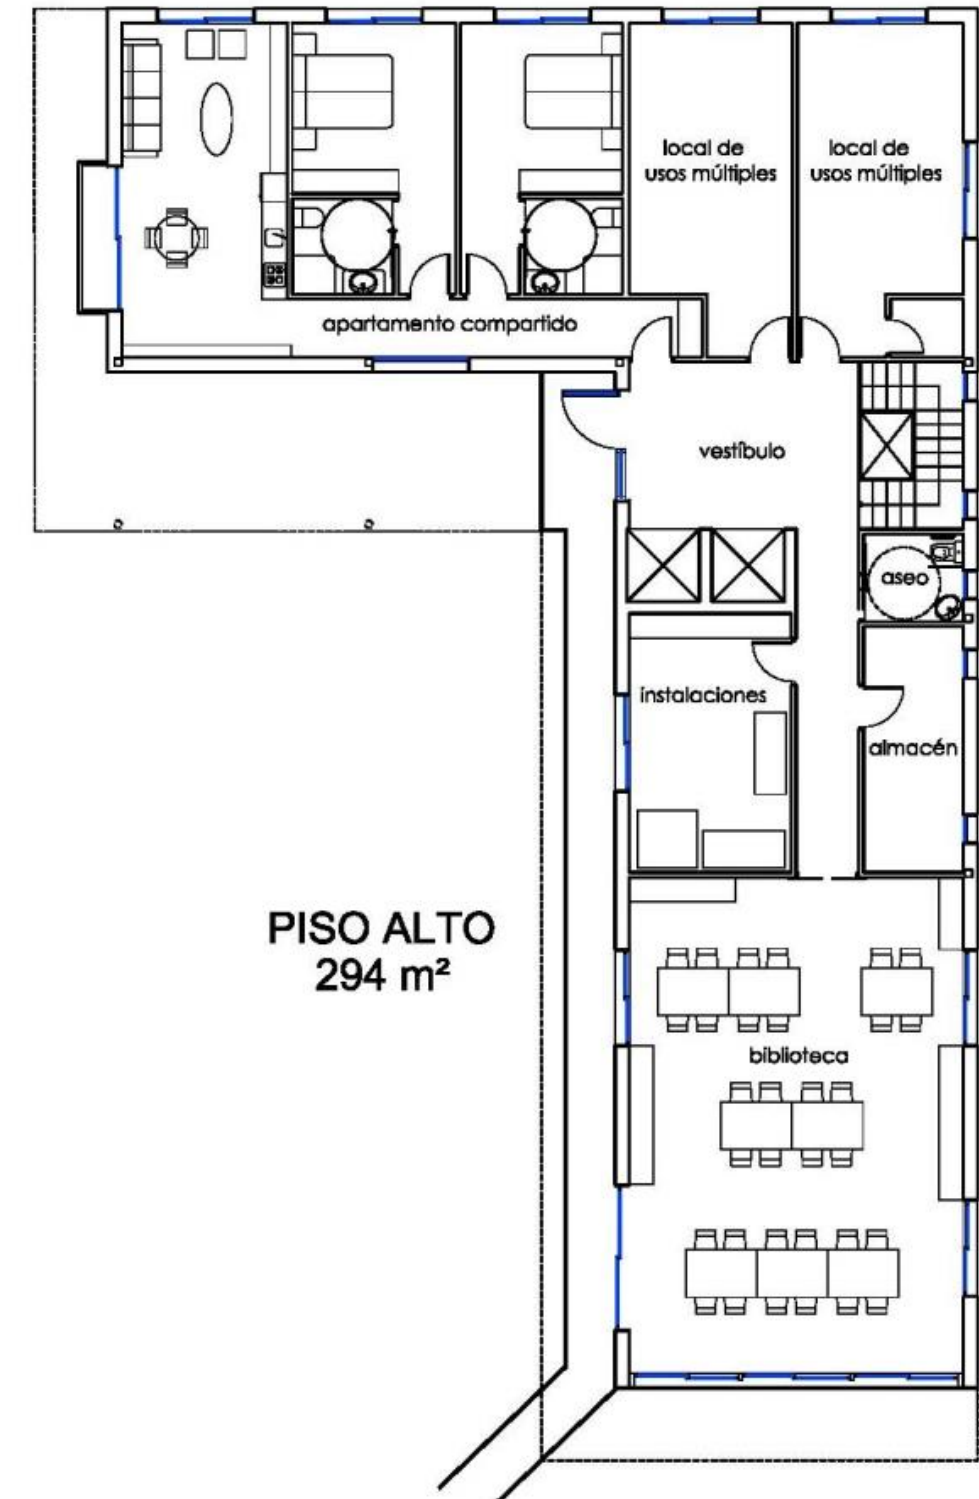 local de
usos múltiples
local de
usos múltiples
apartamento compartido
vestíbulo
aseo
instalaciones
almacén
PISO ALTO
294 m²
biblioteca